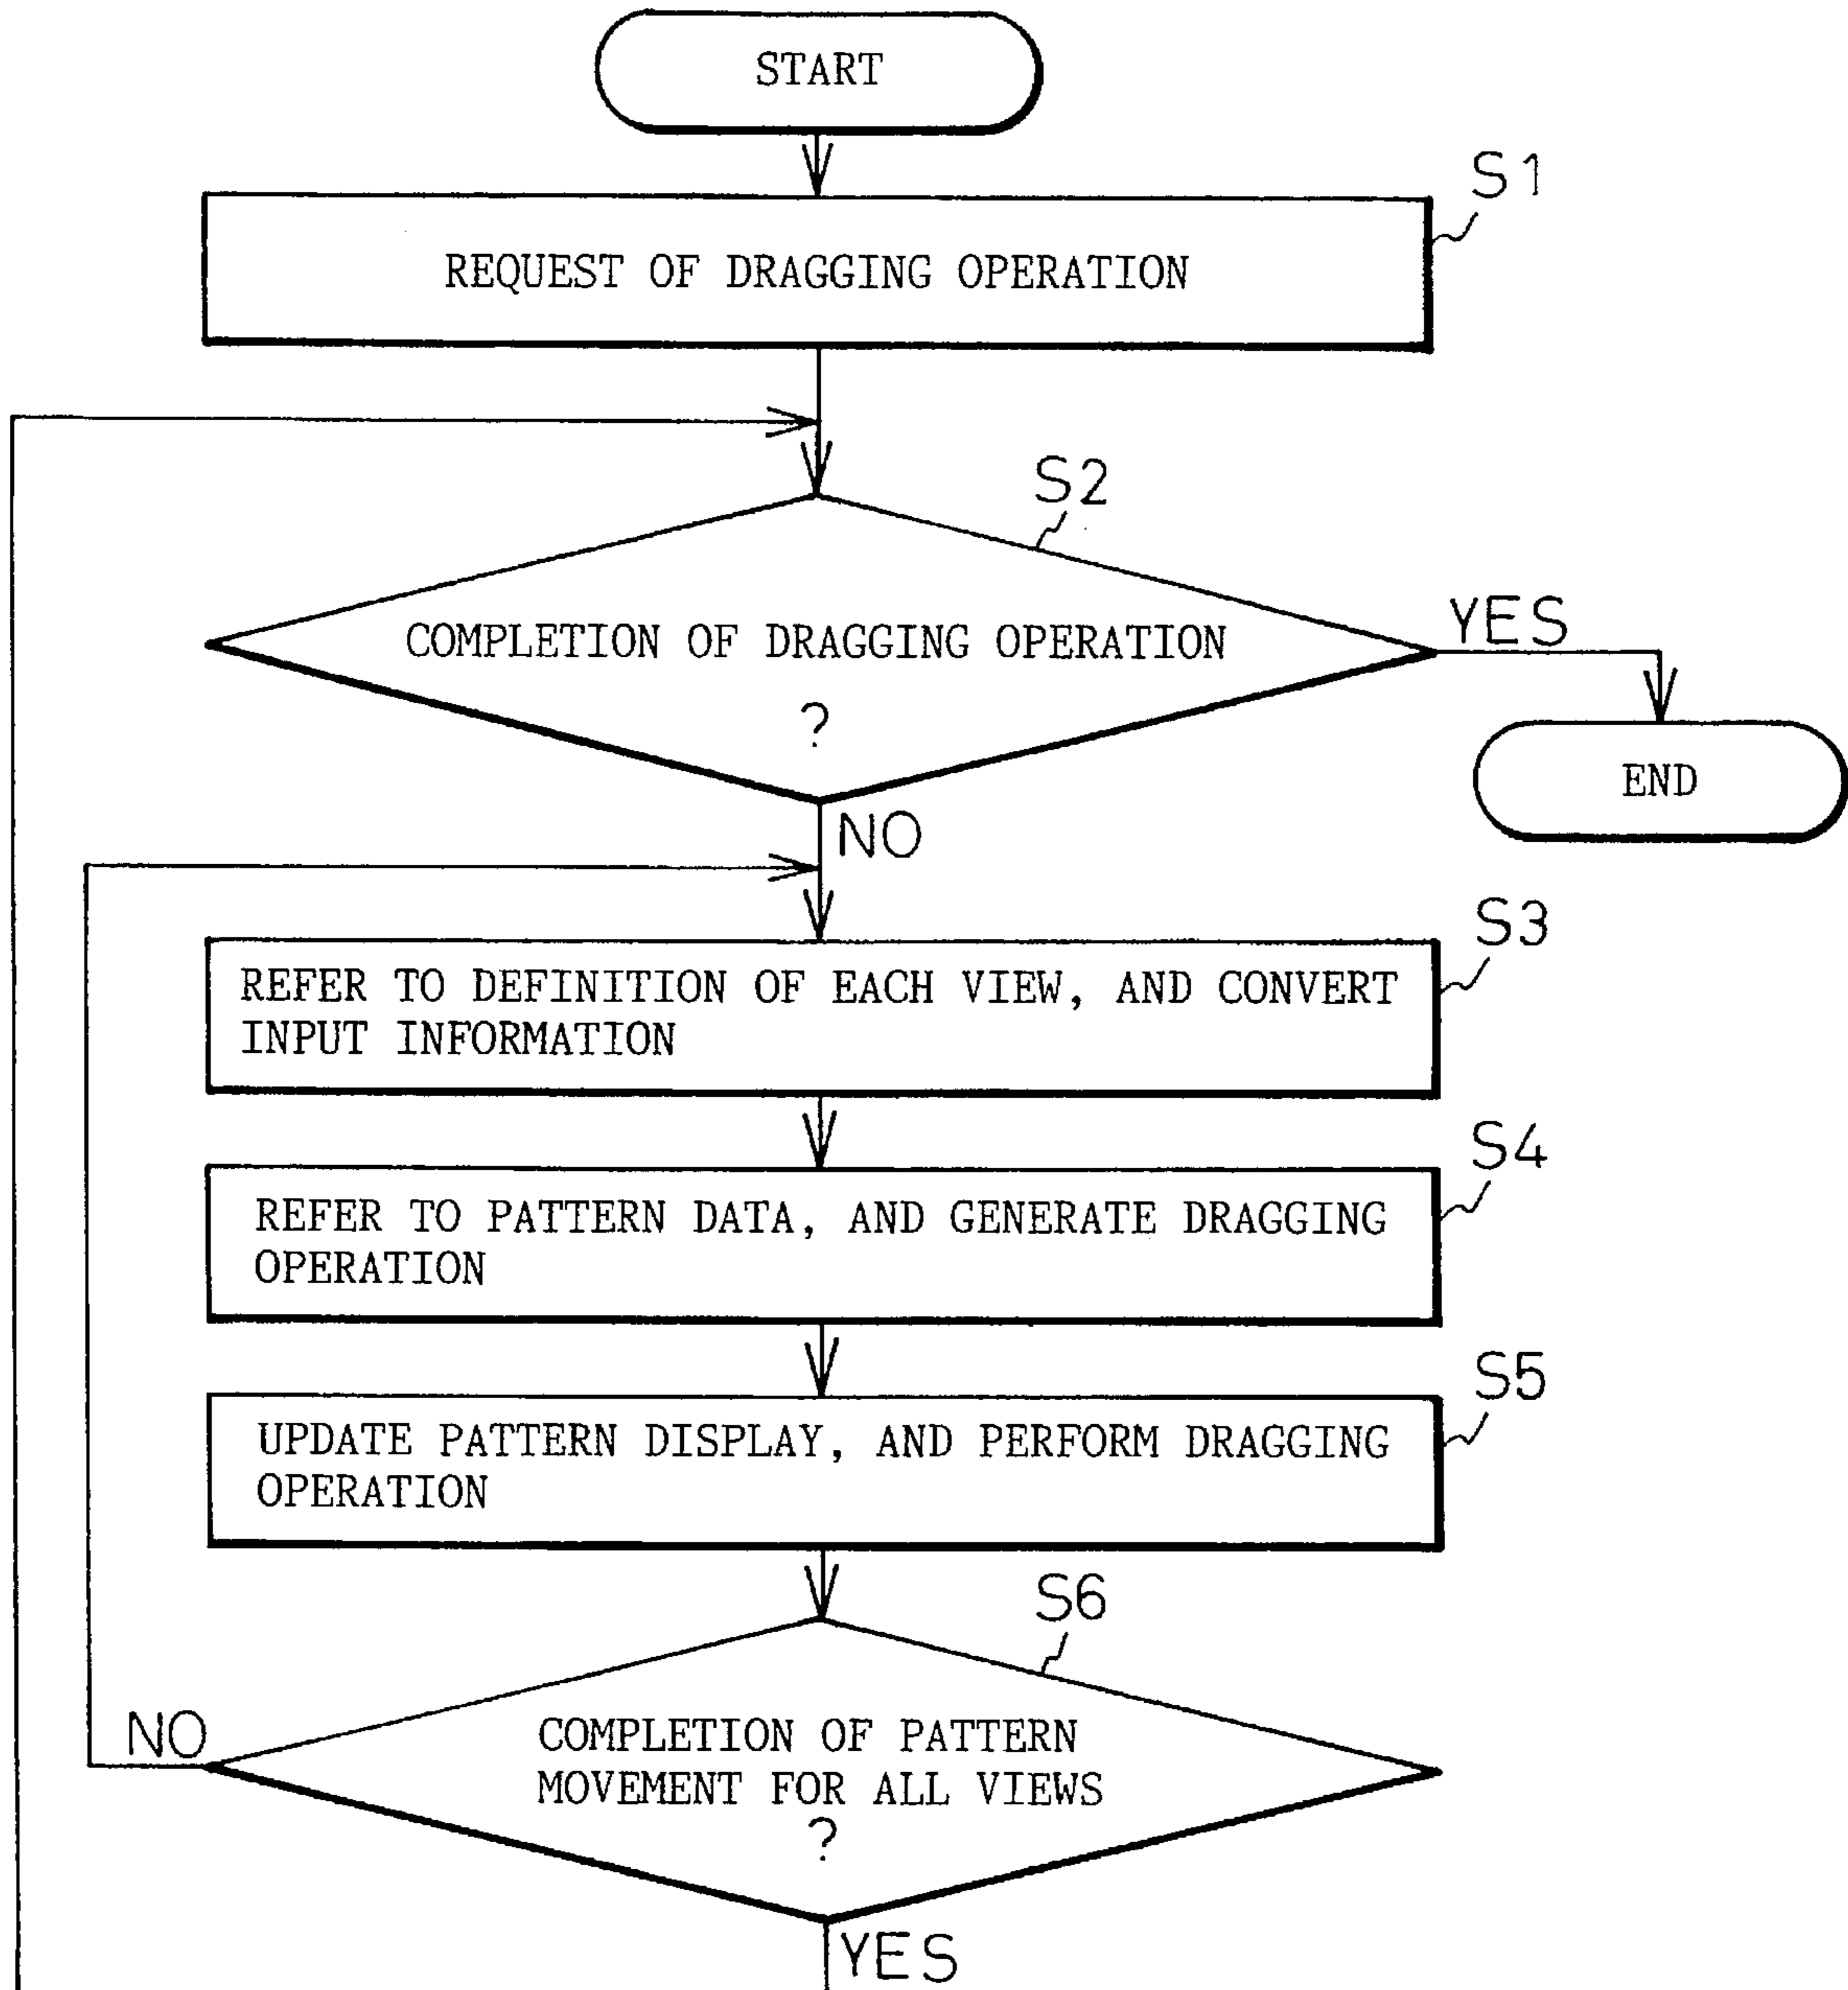 START
S1
REQUEST OF DRAGGING OPERATION
S2
COMPLETION OF DRAGGING OPERATION
?
YES
END
NO
S3
REFER TO DEFINITION OF EACH VIEW, AND CONVERT
INPUT INFORMATION
S4
REFER TO PATTERN DATA, AND GENERATE DRAGGING
OPERATION
S5
UPDATE PATTERN DISPLAY, AND PERFORM DRAGGING
OPERATION
S6
NO
COMPLETION OF PATTERN
MOVEMENT FOR ALL VIEWS
?
YES